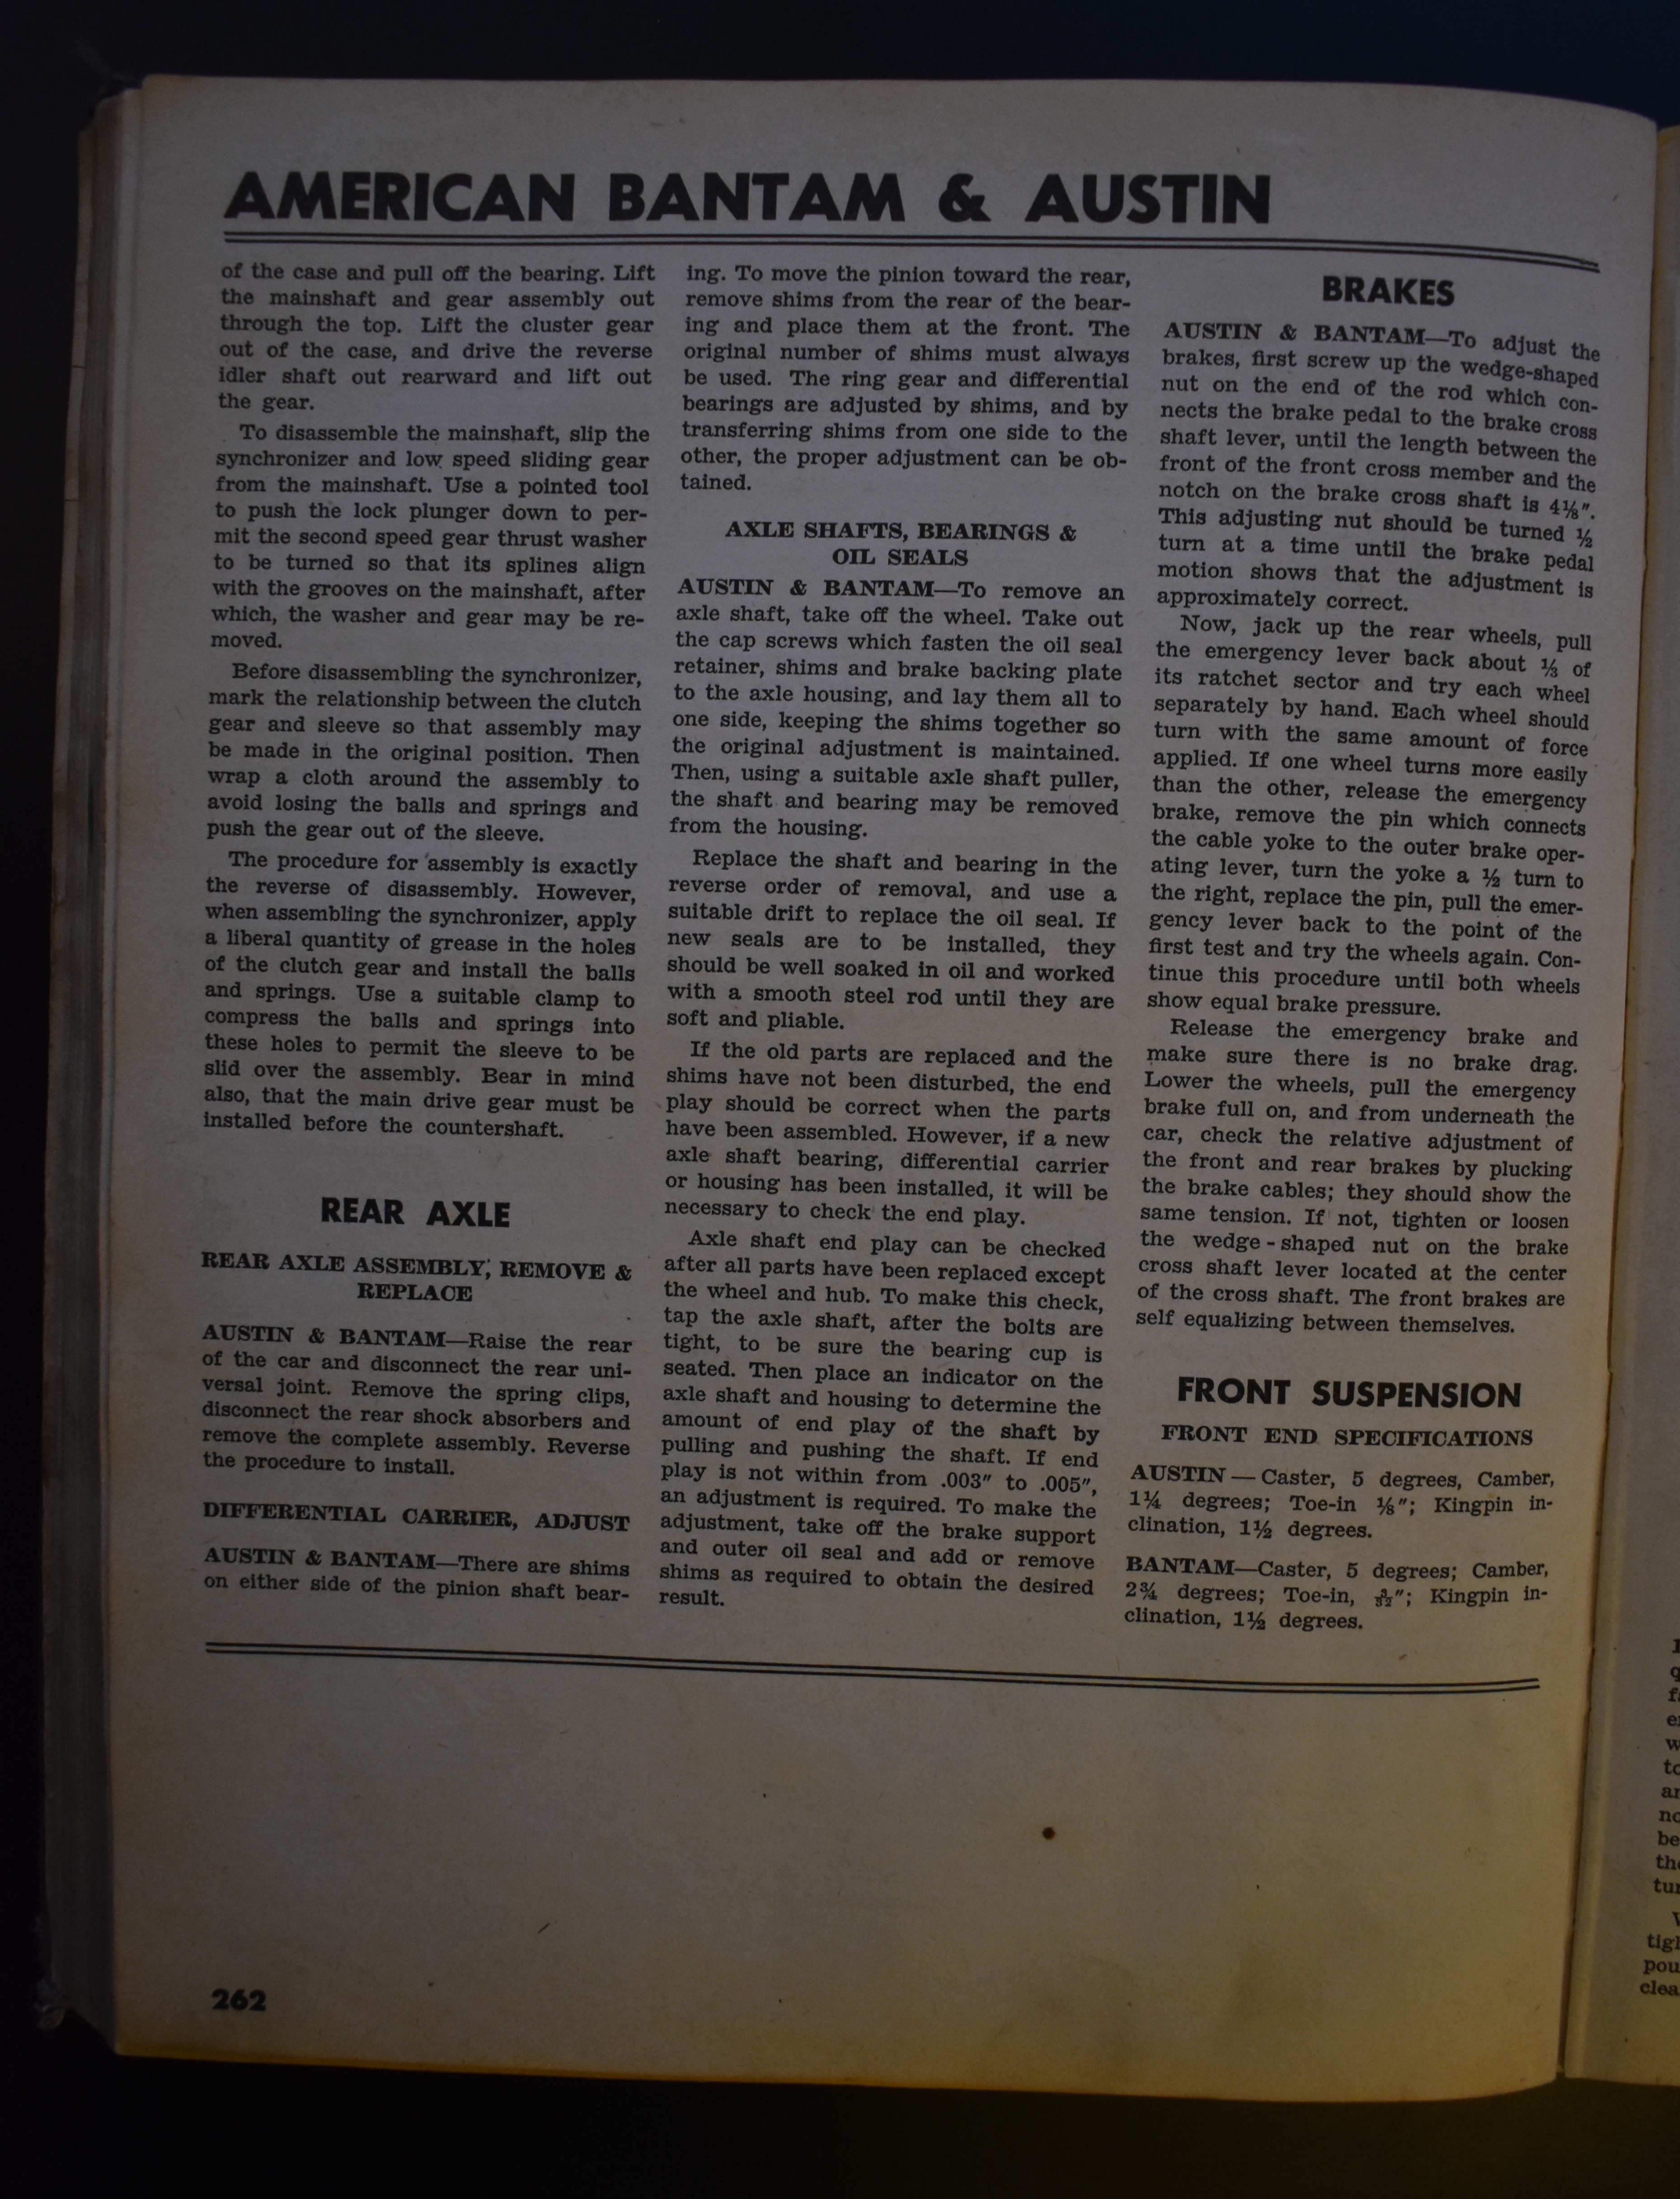 AMERICAN BANTAM & AUSTIN
of the case and pull off the bearing. Lift
the mainshaft and gear assembly out
through the top. Lift the cluster gear
out of the case, and drive the reverse
idler shaft out rearward and lift out
the gear.
To disassemble the mainshaft, slip the
synchronizer and low speed sliding gear
from the mainshaft. Use a pointed tool
to push the lock plunger down to per-
mit the second speed gear thrust washer
to be turned so that its splines align
with the grooves on the mainshaft, after
which, the washer and gear may be re-
moved.
Before disassembling the synchronizer,
mark the relationship between the clutch
gear and sleeve so that assembly may
be made in the original position. Then
wrap a cloth around the assembly to
avoid losing the balls and springs and
push the gear out of the sleeve.
The procedure for assembly is exactly
the reverse of disassembly. However,
when assembling the synchronizer, apply
a liberal quantity of grease in the holes
of the clutch gear and install the balls
and springs. Use a suitable clamp to
compress the balls and springs into
these holes to permit the sleeve to be
slid over the assembly. Bear in mind
also, that the main drive gear must be
installed before the countershaft.
REAR AXLE
REAR AXLE ASSEMBLY, REMOVE &
REPLACE
AUSTIN & BANTAM—Raise the rear
of the car and disconnect the rear uni-
versal joint. Remove the spring clips,
disconnect the rear shock absorbers and
remove the complete assembly. Reverse
the procedure to install.
DIFFERENTIAL CARRIER, ADJUST
AUSTIN & BANTAM—There are shims
on either side of the pinion shaft bear-
ing. To move the pinion toward the rear,
remove shims from the rear of the bear-
ing and place them at the front. The
original number of shims must always
be used. The ring gear and differential
bearings are adjusted by shims, and by
transferring shims from one side to the
other, the proper adjustment can be ob-
tained.
AXLE SHAFTS, BEARINGS &
OIL SEALS
AUSTIN & BANTAM—To remove an
axle shaft, take off the wheel. Take out
the cap screws which fasten the oil seal
retainer, shims and brake backing plate
to the axle housing, and lay them all to
one side, keeping the shims together so
the original adjustment is maintained.
Then, using a suitable axle shaft puller,
the shaft and bearing may be removed
from the housing.
Replace the shaft and bearing in the
reverse order of removal, and use a
suitable drift to replace the oil seal. If
new seals are to be installed, they
should be well soaked in oil and worked
with a smooth steel rod until they are
soft and pliable.
If the old parts are replaced and the
shims have not been disturbed, the end
play should be correct when the parts
have been assembled. However, if a new
axle shaft bearing, differential carrier
or housing has been installed, it will be
necessary to check the end play.
Axle shaft end play can be checked
after all parts have been replaced except
the wheel and hub. To make this check,
tap the axle shaft, after the bolts are
tight, to be sure the bearing cup is
seated. Then place an indicator on the
axle shaft and housing to determine the
amount of end play of the shaft by
pulling and pushing the shaft. If end
play is not within from .003″ to .005″,
an adjustment is required. To make the
adjustment, take off the brake support
and outer oil seal and add or remove
shims as required to obtain the desired
result.
BRAKES
AUSTIN & BANTAM—To adjust the
brakes, first screw up the wedge-shaped
nut on the end of the rod which con-
nects the brake pedal to the brake cross
shaft lever, until the length between the
front of the front cross member and the
notch on the brake cross shaft is 4⅛″.
This adjusting nut should be turned ½
turn at a time until the brake pedal
motion shows that the adjustment is
approximately correct.
Now, jack up the rear wheels, pull
the emergency lever back about ⅓ of
its ratchet sector and try each wheel
separately by hand. Each wheel should
turn with the same amount of force
applied. If one wheel turns more easily
than the other, release the emergency
brake, remove the pin which connects
the cable yoke to the outer brake oper-
ating lever, turn the yoke a ½ turn to
the right, replace the pin, pull the emer-
gency lever back to the point of the
first test and try the wheels again. Con-
tinue this procedure until both wheels
show equal brake pressure.
Release the emergency brake and
make sure there is no brake drag.
Lower the wheels, pull the emergency
brake full on, and from underneath the
car, check the relative adjustment of
the front and rear brakes by plucking
the brake cables; they should show the
same tension. If not, tighten or loosen
the wedge-shaped nut on the brake
cross shaft lever located at the center
of the cross shaft. The front brakes are
self equalizing between themselves.
FRONT SUSPENSION
FRONT END SPECIFICATIONS
AUSTIN — Caster, 5 degrees, Camber,
1¼ degrees; Toe-in ⅛″; Kingpin in-
clination, 1½ degrees.
BANTAM—Caster, 5 degrees; Camber,
2¾ degrees; Toe-in, Kingpin in-
clination, 1½ degrees.
262